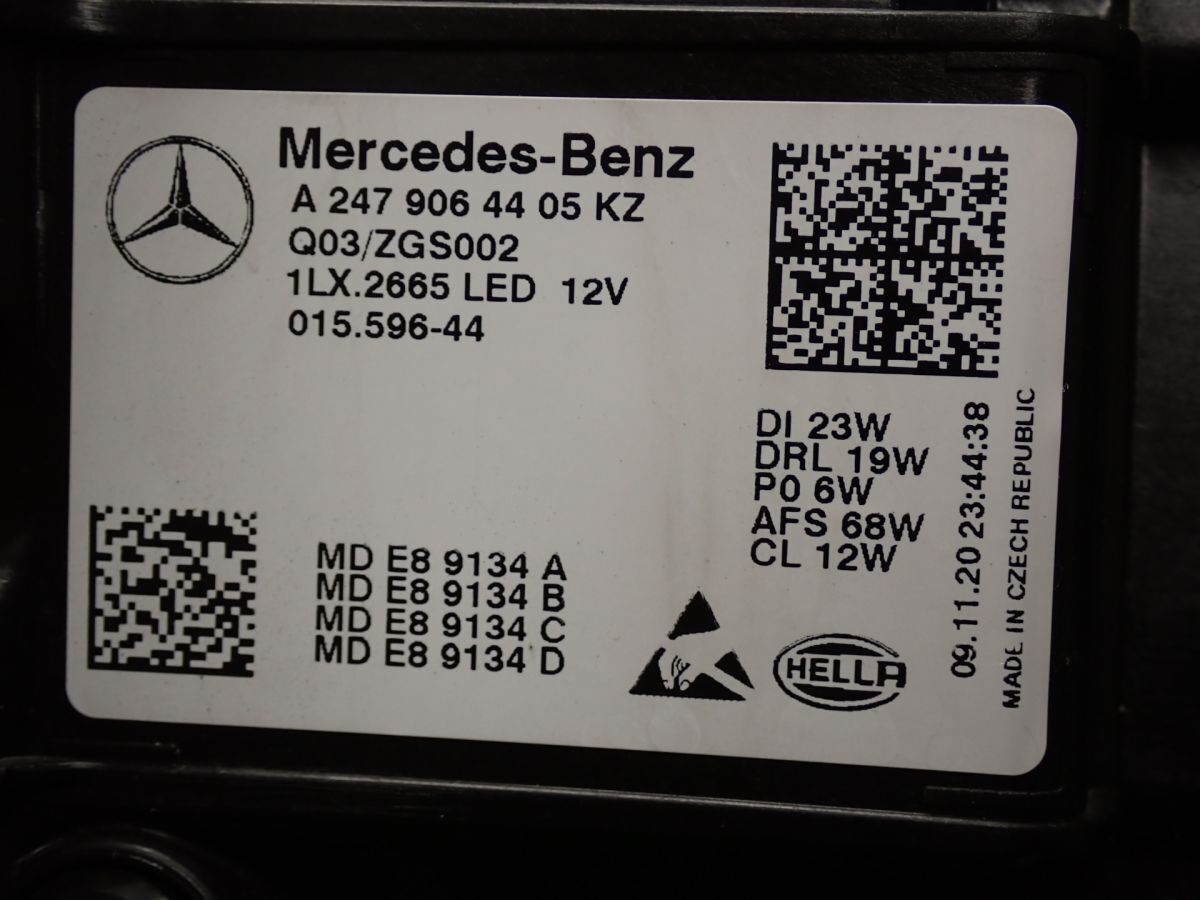 Mercedes-Benz
A 247 906 44 05 KZ
Q03/ZGS002
1LX.2665 LED 12V
015.596-44
DI 23W
DRL 19W
PO 6W
AFS 68W
CL 12W
MD E8 9134 A
MD E8 9134 B
MD E8 9134 C
MD E8 9134 D
HELLA
09.11.20 23:44:38
MADE IN CZECH REPUBLIC